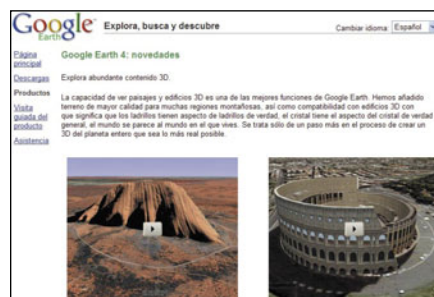 Google Earth
Explora, busca y descubre
Cambiar idioma: Español
Página principal
Descargas
Productos
Visita guiada del producto
Asistencia
Google Earth 4: novedades
Explora abundante contenido 3D.
La capacidad de ver paisajes y edificios 3D es una de las mejores funciones de Google Earth. Hemos añadido
terreno de mayor calidad para muchas regiones montañosas, así como compatibilidad con edificios 3D con
que significa que los ladrillos tienen aspecto de ladrillos de verdad, el cristal tiene el aspecto del cristal de verdad
general, el mundo se parece al mundo en el que vives. Se trata sólo de un paso más en el proceso de crear un
3D del planeta entero que sea lo más real posible.